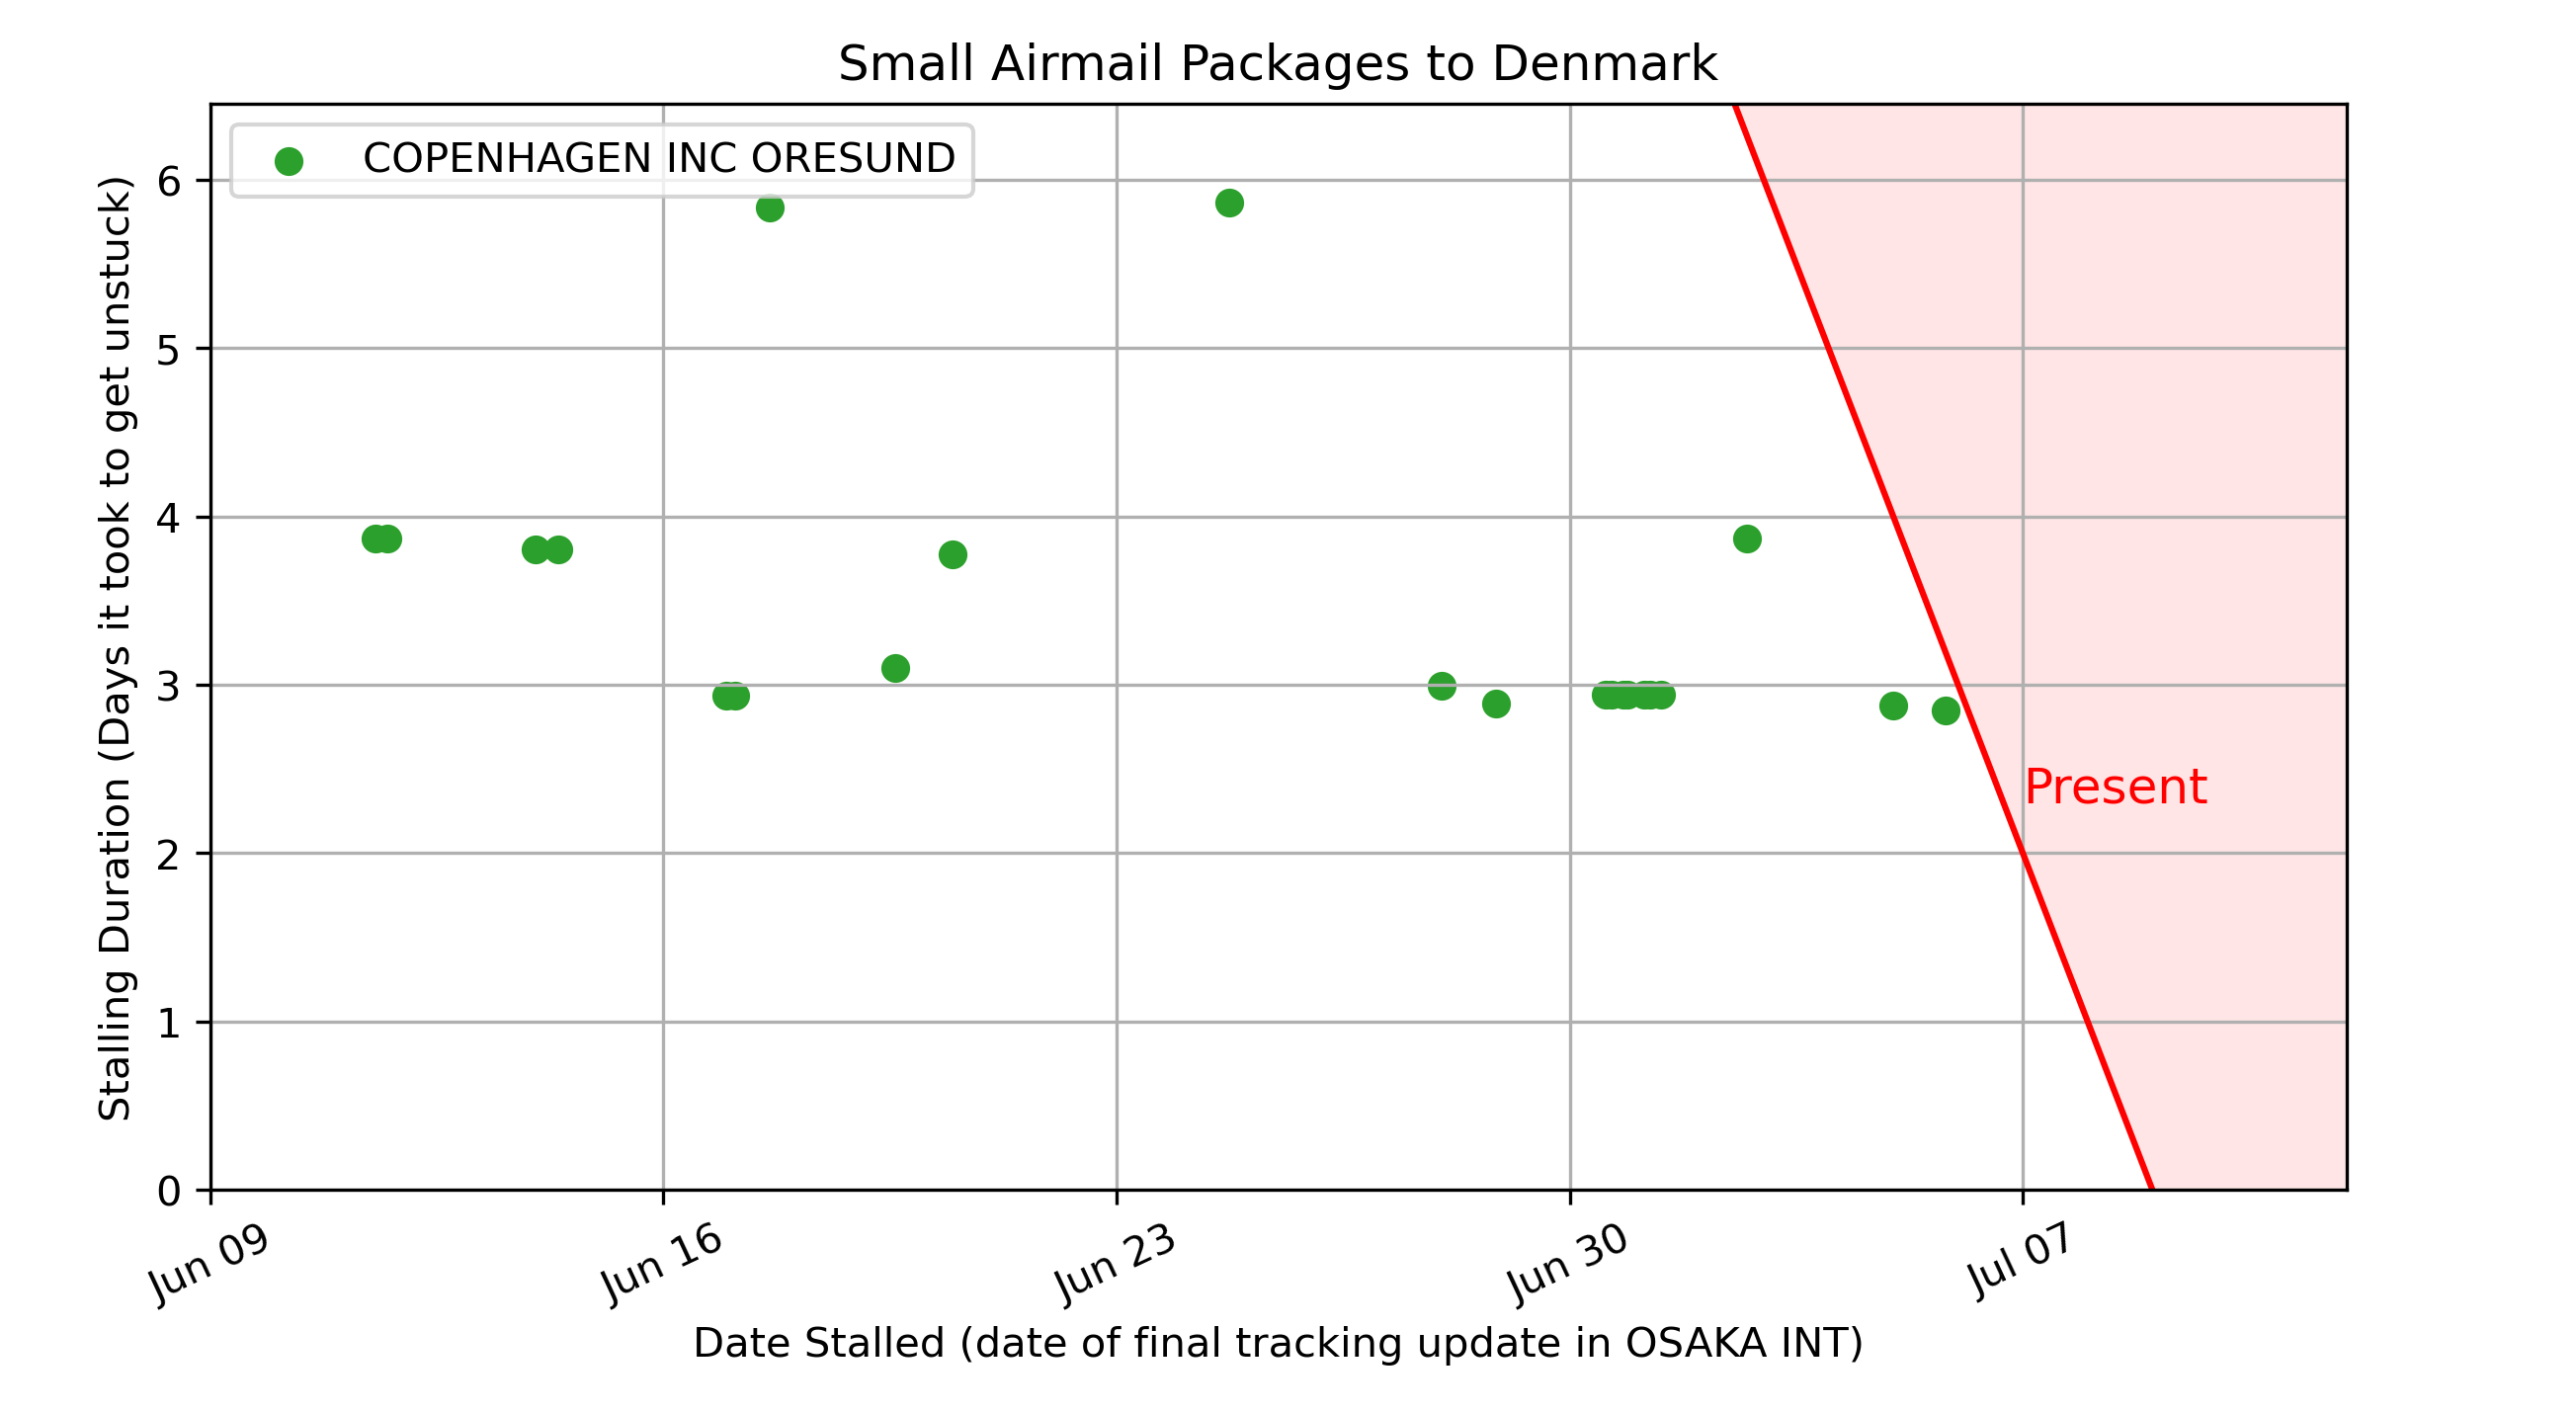 Small Airmail Packages to Denmark
COPENHAGEN INC ORESUND
Stalling Duration (Days it took to get unstuck)
6
5
4
3
2
1
0
Present
Jun 09
Jun 16
Jun 23
Jun 30
Jul 07
Date Stalled (date of final tracking update in OSAKA INT)